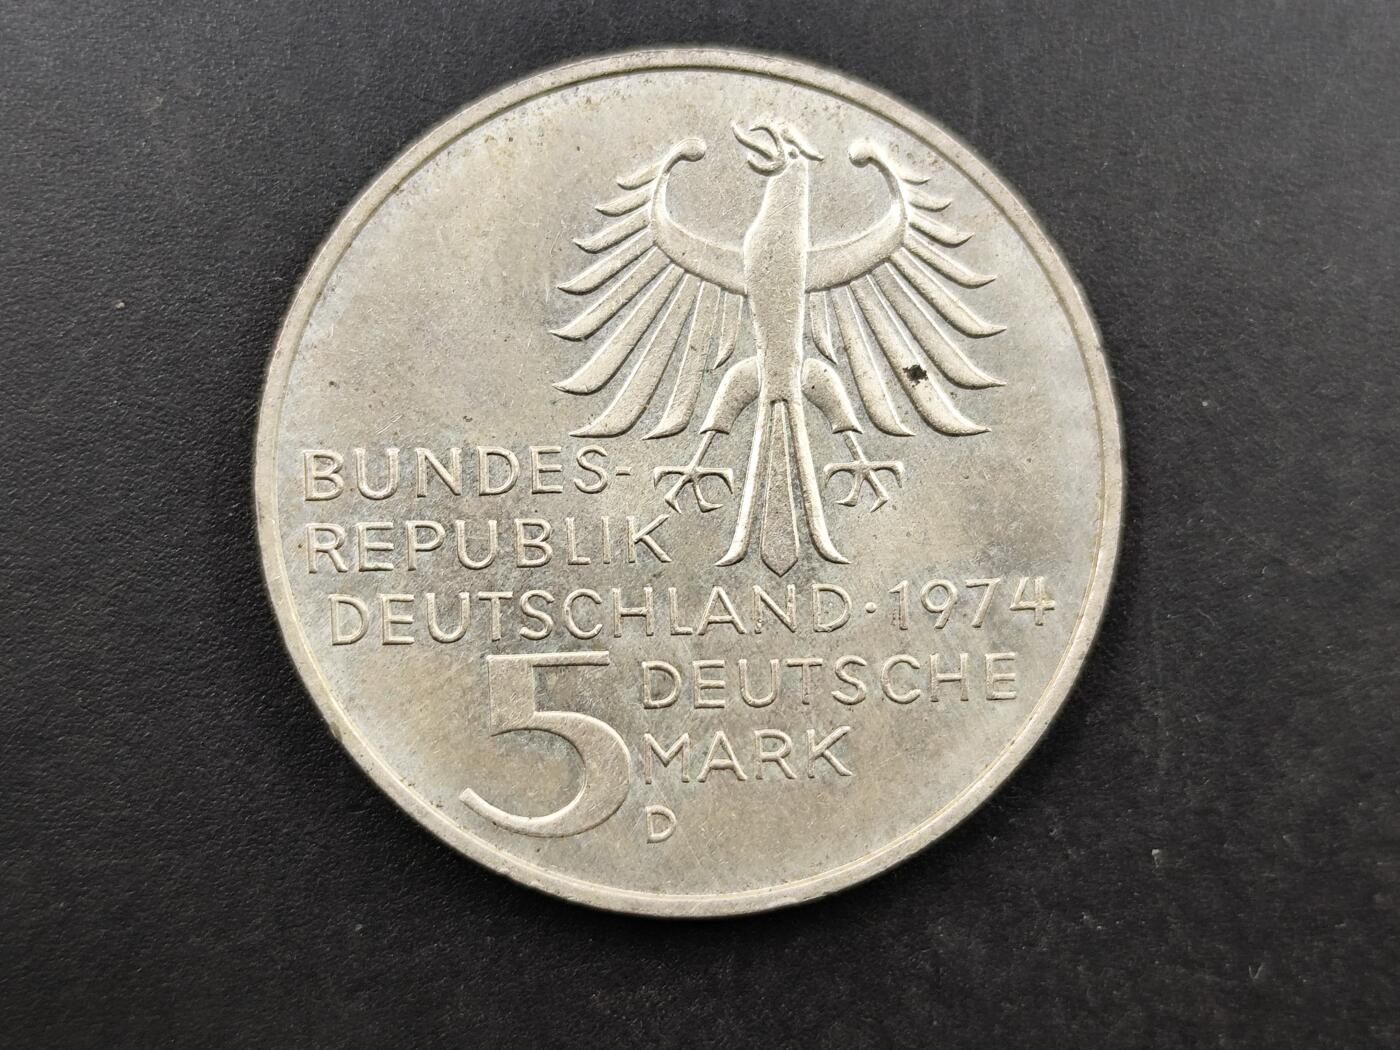 BUNDES-
REPUBLIK
DEUTSCHLAND · 1974
5 DEUTSCHE
MARK
D